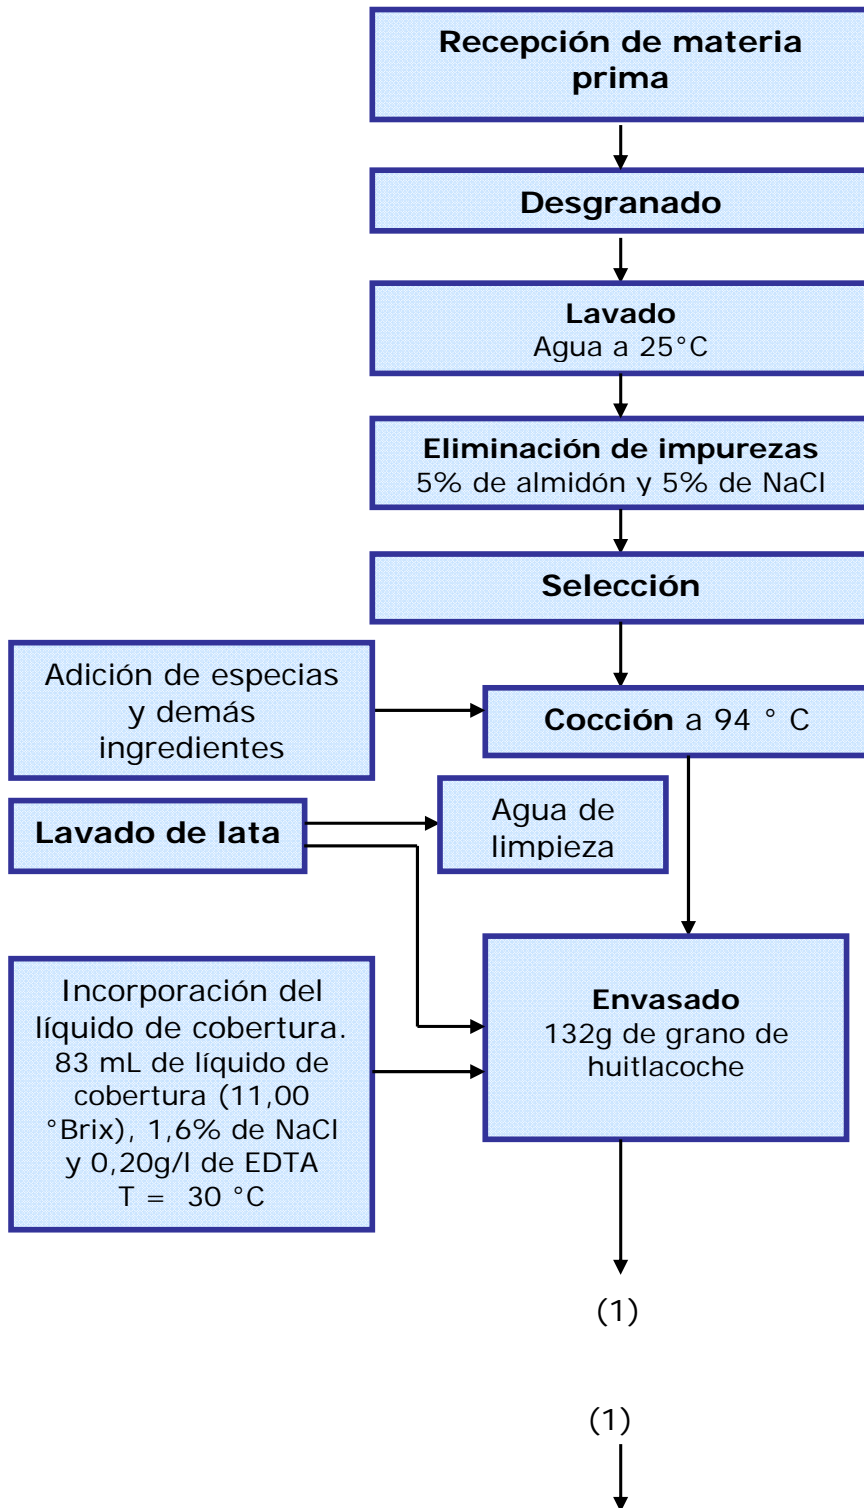 Recepción de materia
prima
Desgranado
Lavado
Agua a 25°C
Eliminación de impurezas
5% de almidón y 5% de NaCl
Selección
Adición de especias
y demás
ingredientes
Cocción a 94 ° C
Lavado de lata
Agua de
limpieza
Incorporación del
líquido de cobertura.
83 mL de líquido de
cobertura (11,00
°Brix), 1,6% de NaCl
y 0,20g/l de EDTA
T = 30 °C
Envasado
132g de grano de
huitlacoche
(1)
(1)